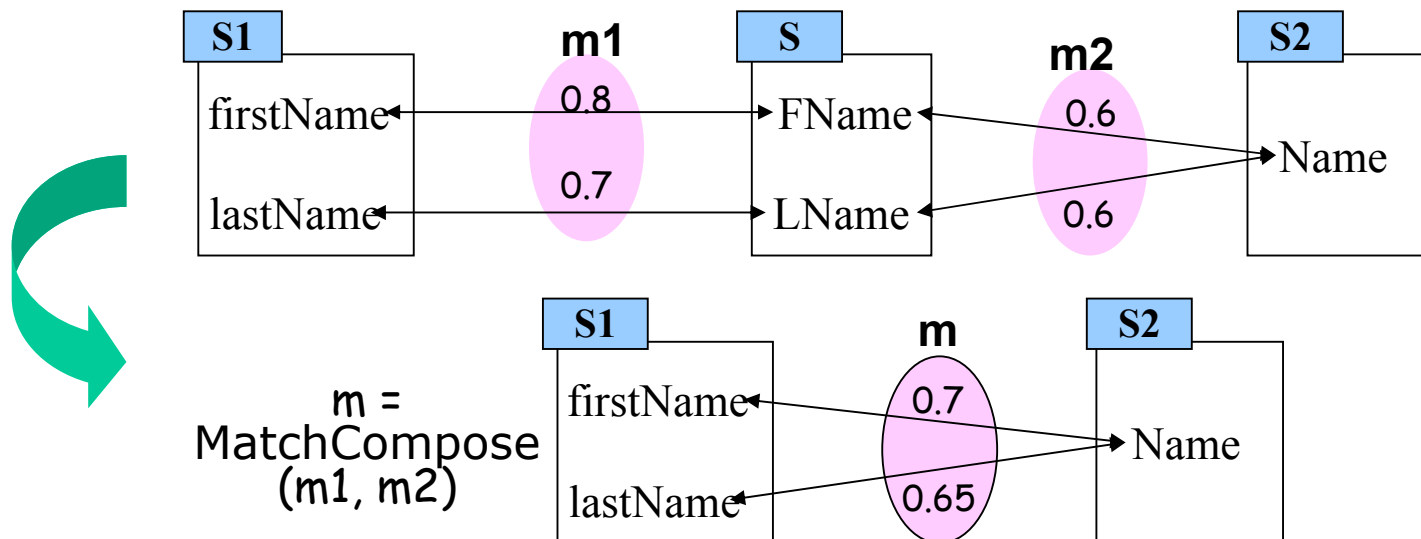 S1 m1 S m2 S2
firstName 0.8 FName 0.6 Name
lastName 0.7 LName 0.6
S1 m S2
m =
MatchCompose
(m1, m2)
firstName 0.7 Name
lastName 0.65